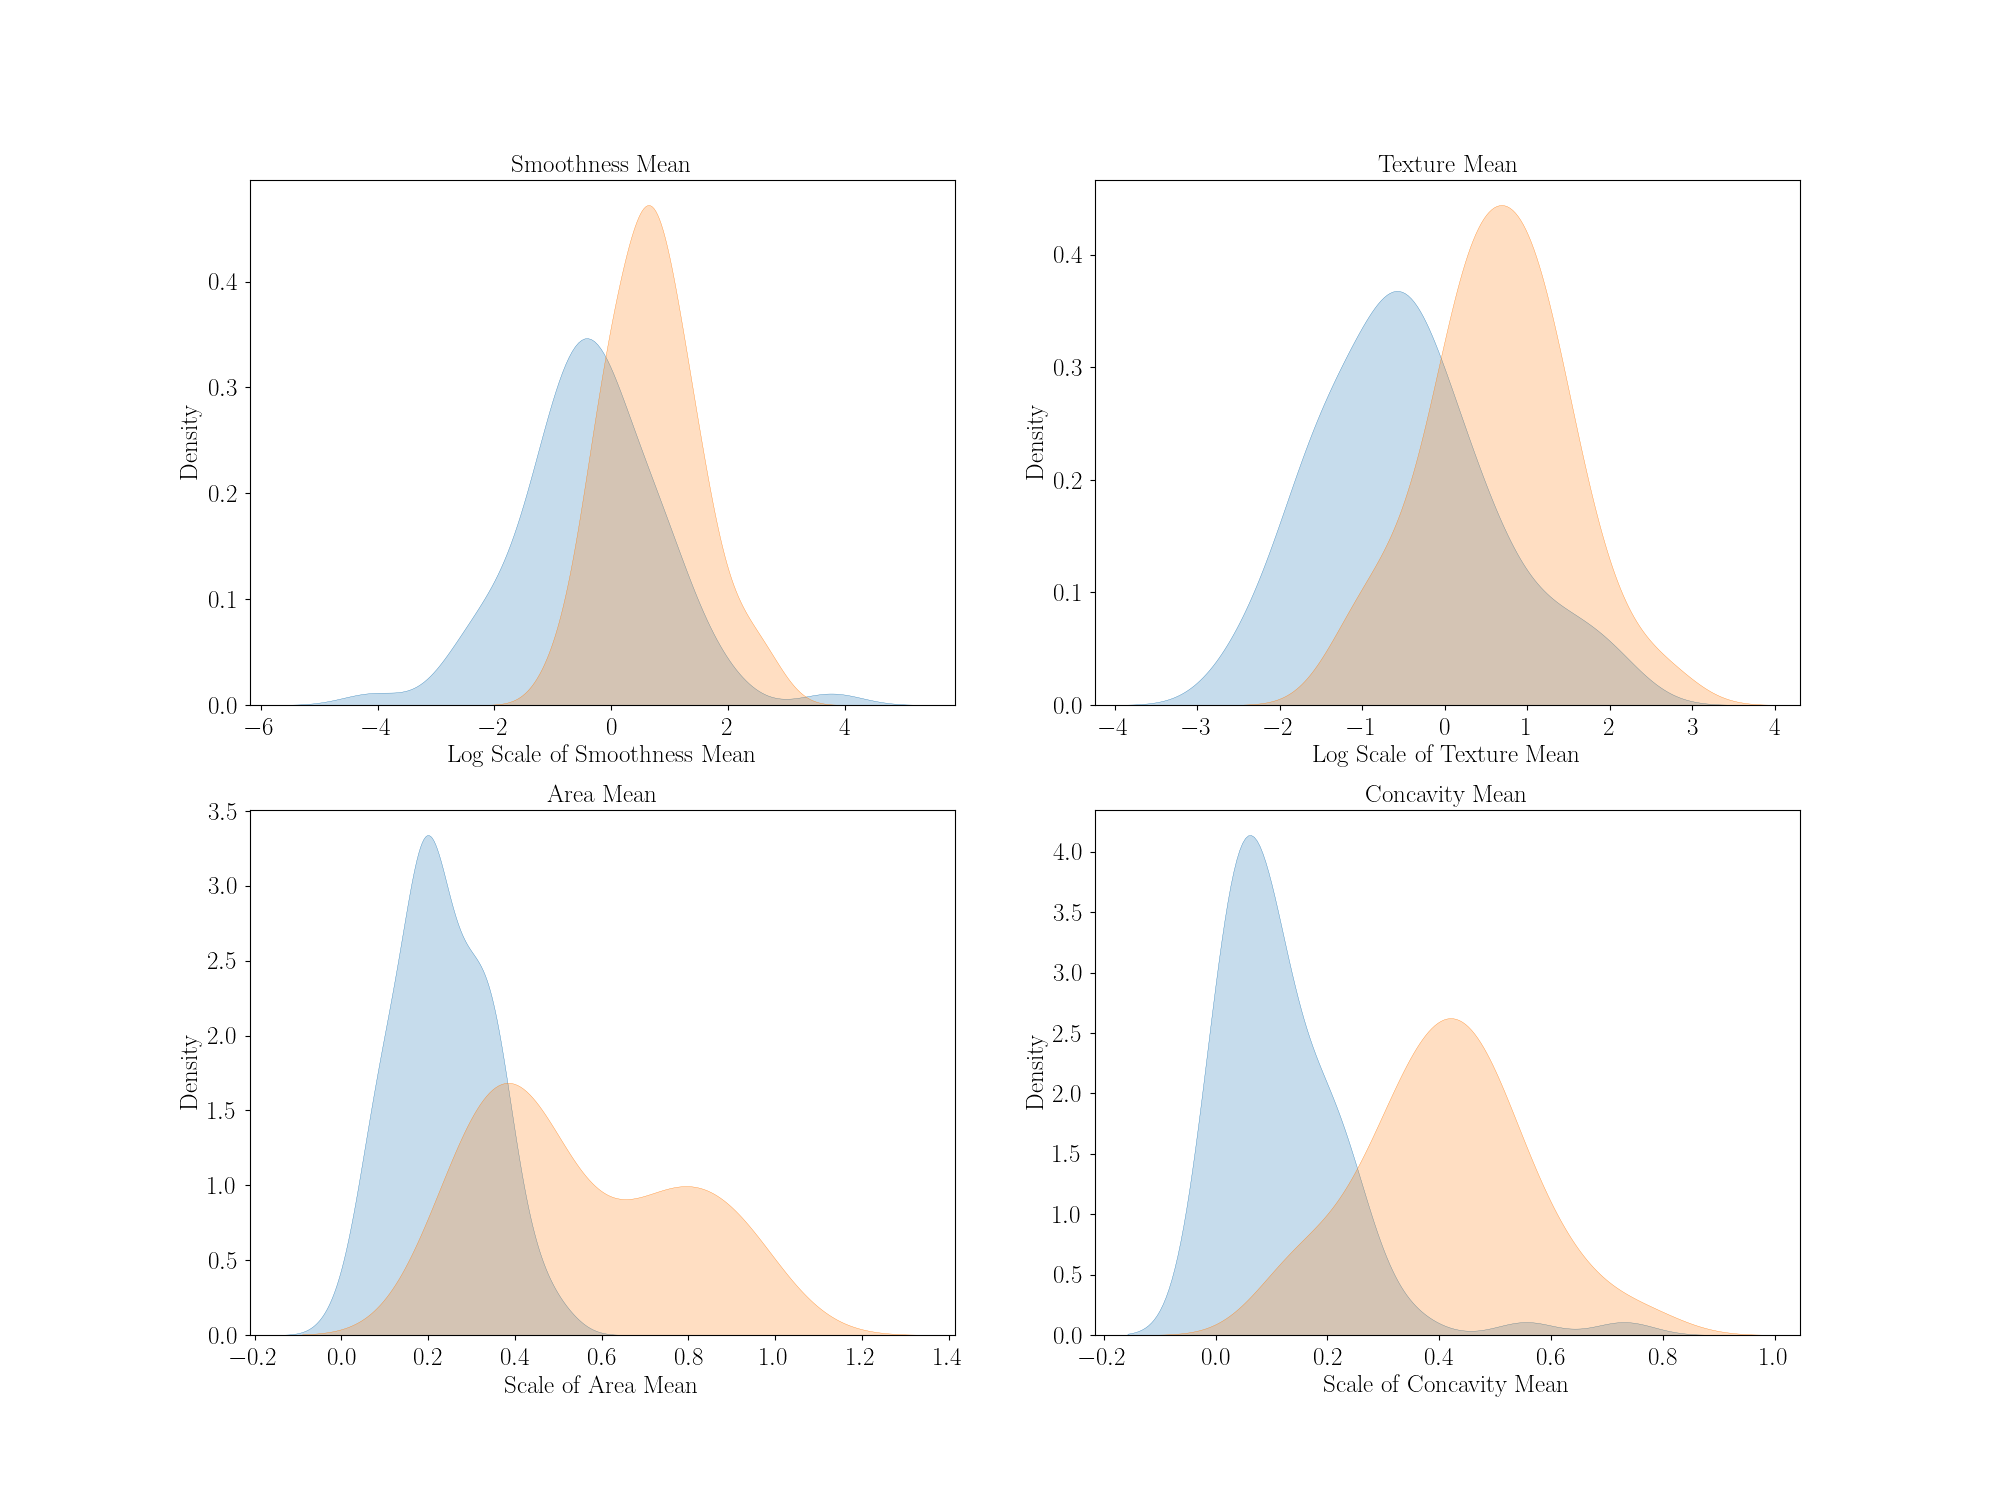 Smoothness Mean
Density
0.4
0.3
0.2
0.1
0.0
−6 −4 −2 0 2 4
Log Scale of Smoothness Mean
Texture Mean
Density
0.4
0.3
0.2
0.1
0.0
−4 −3 −2 −1 0 1 2 3 4
Log Scale of Texture Mean
Area Mean
Density
3.5
3.0
2.5
2.0
1.5
1.0
0.5
0.0
−0.2 0.0 0.2 0.4 0.6 0.8 1.0 1.2 1.4
Scale of Area Mean
Concavity Mean
Density
4.0
3.5
3.0
2.5
2.0
1.5
1.0
0.5
0.0
−0.2 0.0 0.2 0.4 0.6 0.8 1.0
Scale of Concavity Mean